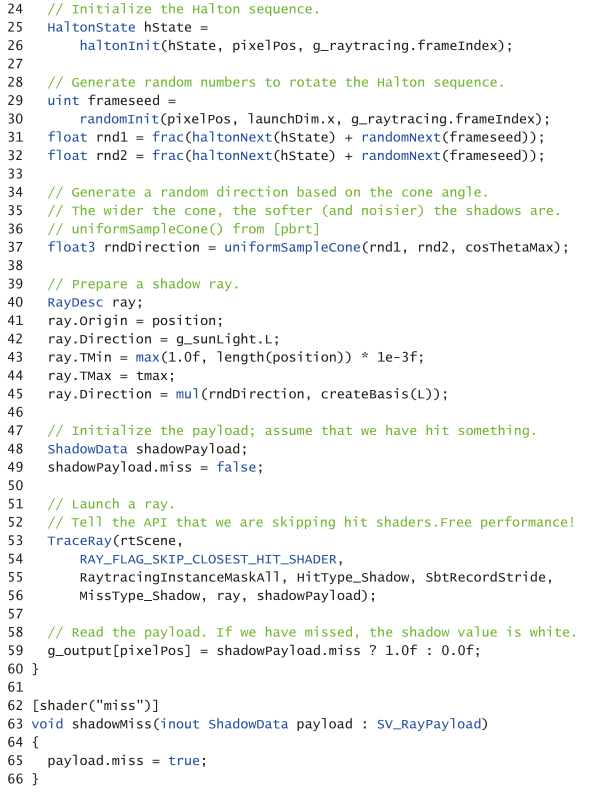 24   // Initialize the Halton sequence.
25   HaltonState hState =
26       haltonInit(hState, pixelPos, g_raytracing.frameIndex);
27
28   // Generate random numbers to rotate the Halton sequence.
29   uint frameseed =
30       randomInit(pixelPos, launchDim.x, g_raytracing.frameIndex);
31   float rnd1 = frac(haltonNext(hState) + randomNext(frameseed));
32   float rnd2 = frac(haltonNext(hState) + randomNext(frameseed));
33
34   // Generate a random direction based on the cone angle.
35   // The wider the cone, the softer (and noisier) the shadows are.
36   // uniformSampleCone() from [pbrt]
37   float3 rndDirection = uniformSampleCone(rnd1, rnd2, cosThetaMax);
38
39   // Prepare a shadow ray.
40   RayDesc ray;
41   ray.Origin = position;
42   ray.Direction = g_sunLight.L;
43   ray.TMin = max(1.0f, length(position)) * 1e-3f;
44   ray.TMax = tmax;
45   ray.Direction = mul(rndDirection, createBasis(L));
46
47   // Initialize the payload; assume that we have hit something.
48   ShadowData shadowPayload;
49   shadowPayload.miss = false;
50
51   // Launch a ray.
52   // Tell the API that we are skipping hit shaders.Free performance!
53   TraceRay(rtScene,
54       RAY_FLAG_SKIP_CLOSEST_HIT_SHADER,
55       RaytracingInstanceMaskAll, HitType_Shadow, SbtRecordStride,
56       MissType_Shadow, ray, shadowPayload);
57
58   // Read the payload. If we have missed, the shadow value is white.
59   g_output[pixelPos] = shadowPayload.miss ? 1.0f : 0.0f;
60 }
61
62 [shader("miss")]
63 void shadowMiss(inout ShadowData payload : SV_RayPayload)
64 {
65   payload.miss = true;
66 }